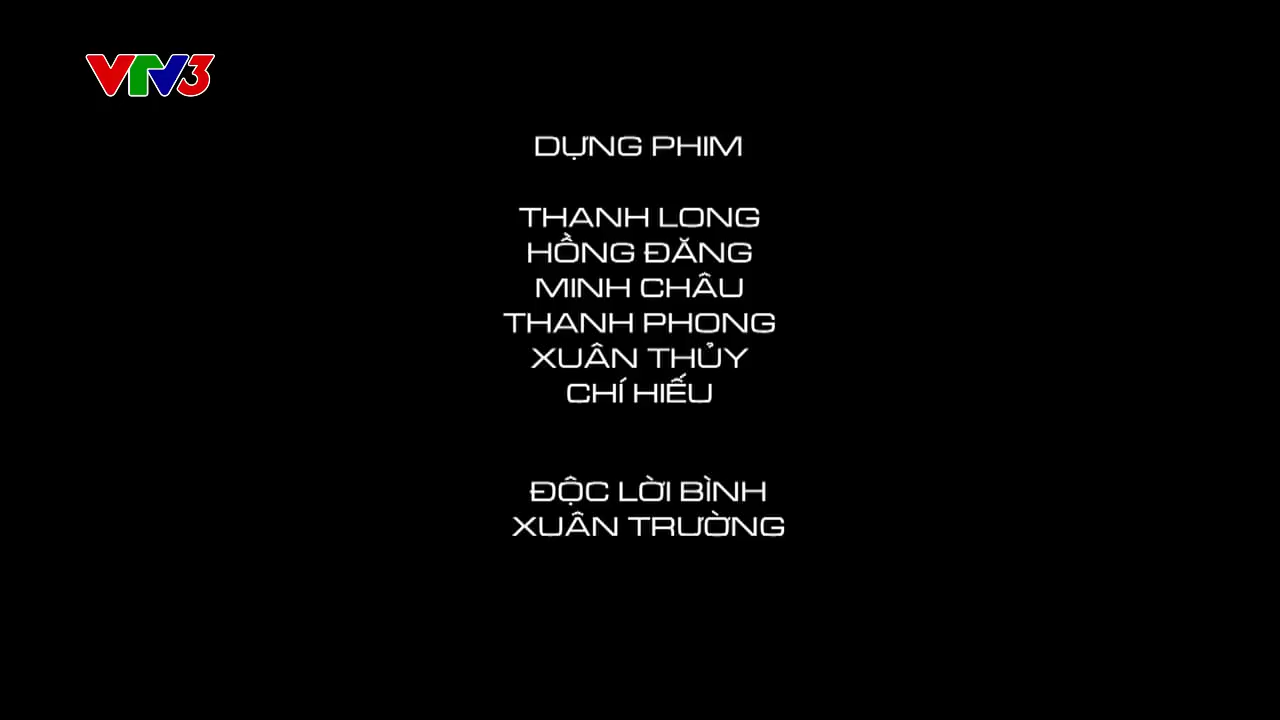 VTV3
DỰNG PHIM
THANH LONG
HỒNG ĐĂNG
MINH CHÂU
THANH PHONG
XUÂN THỦY
CHÍ HIẾU
ĐỘC LỜI BÌNH
XUÂN TRƯỜNG